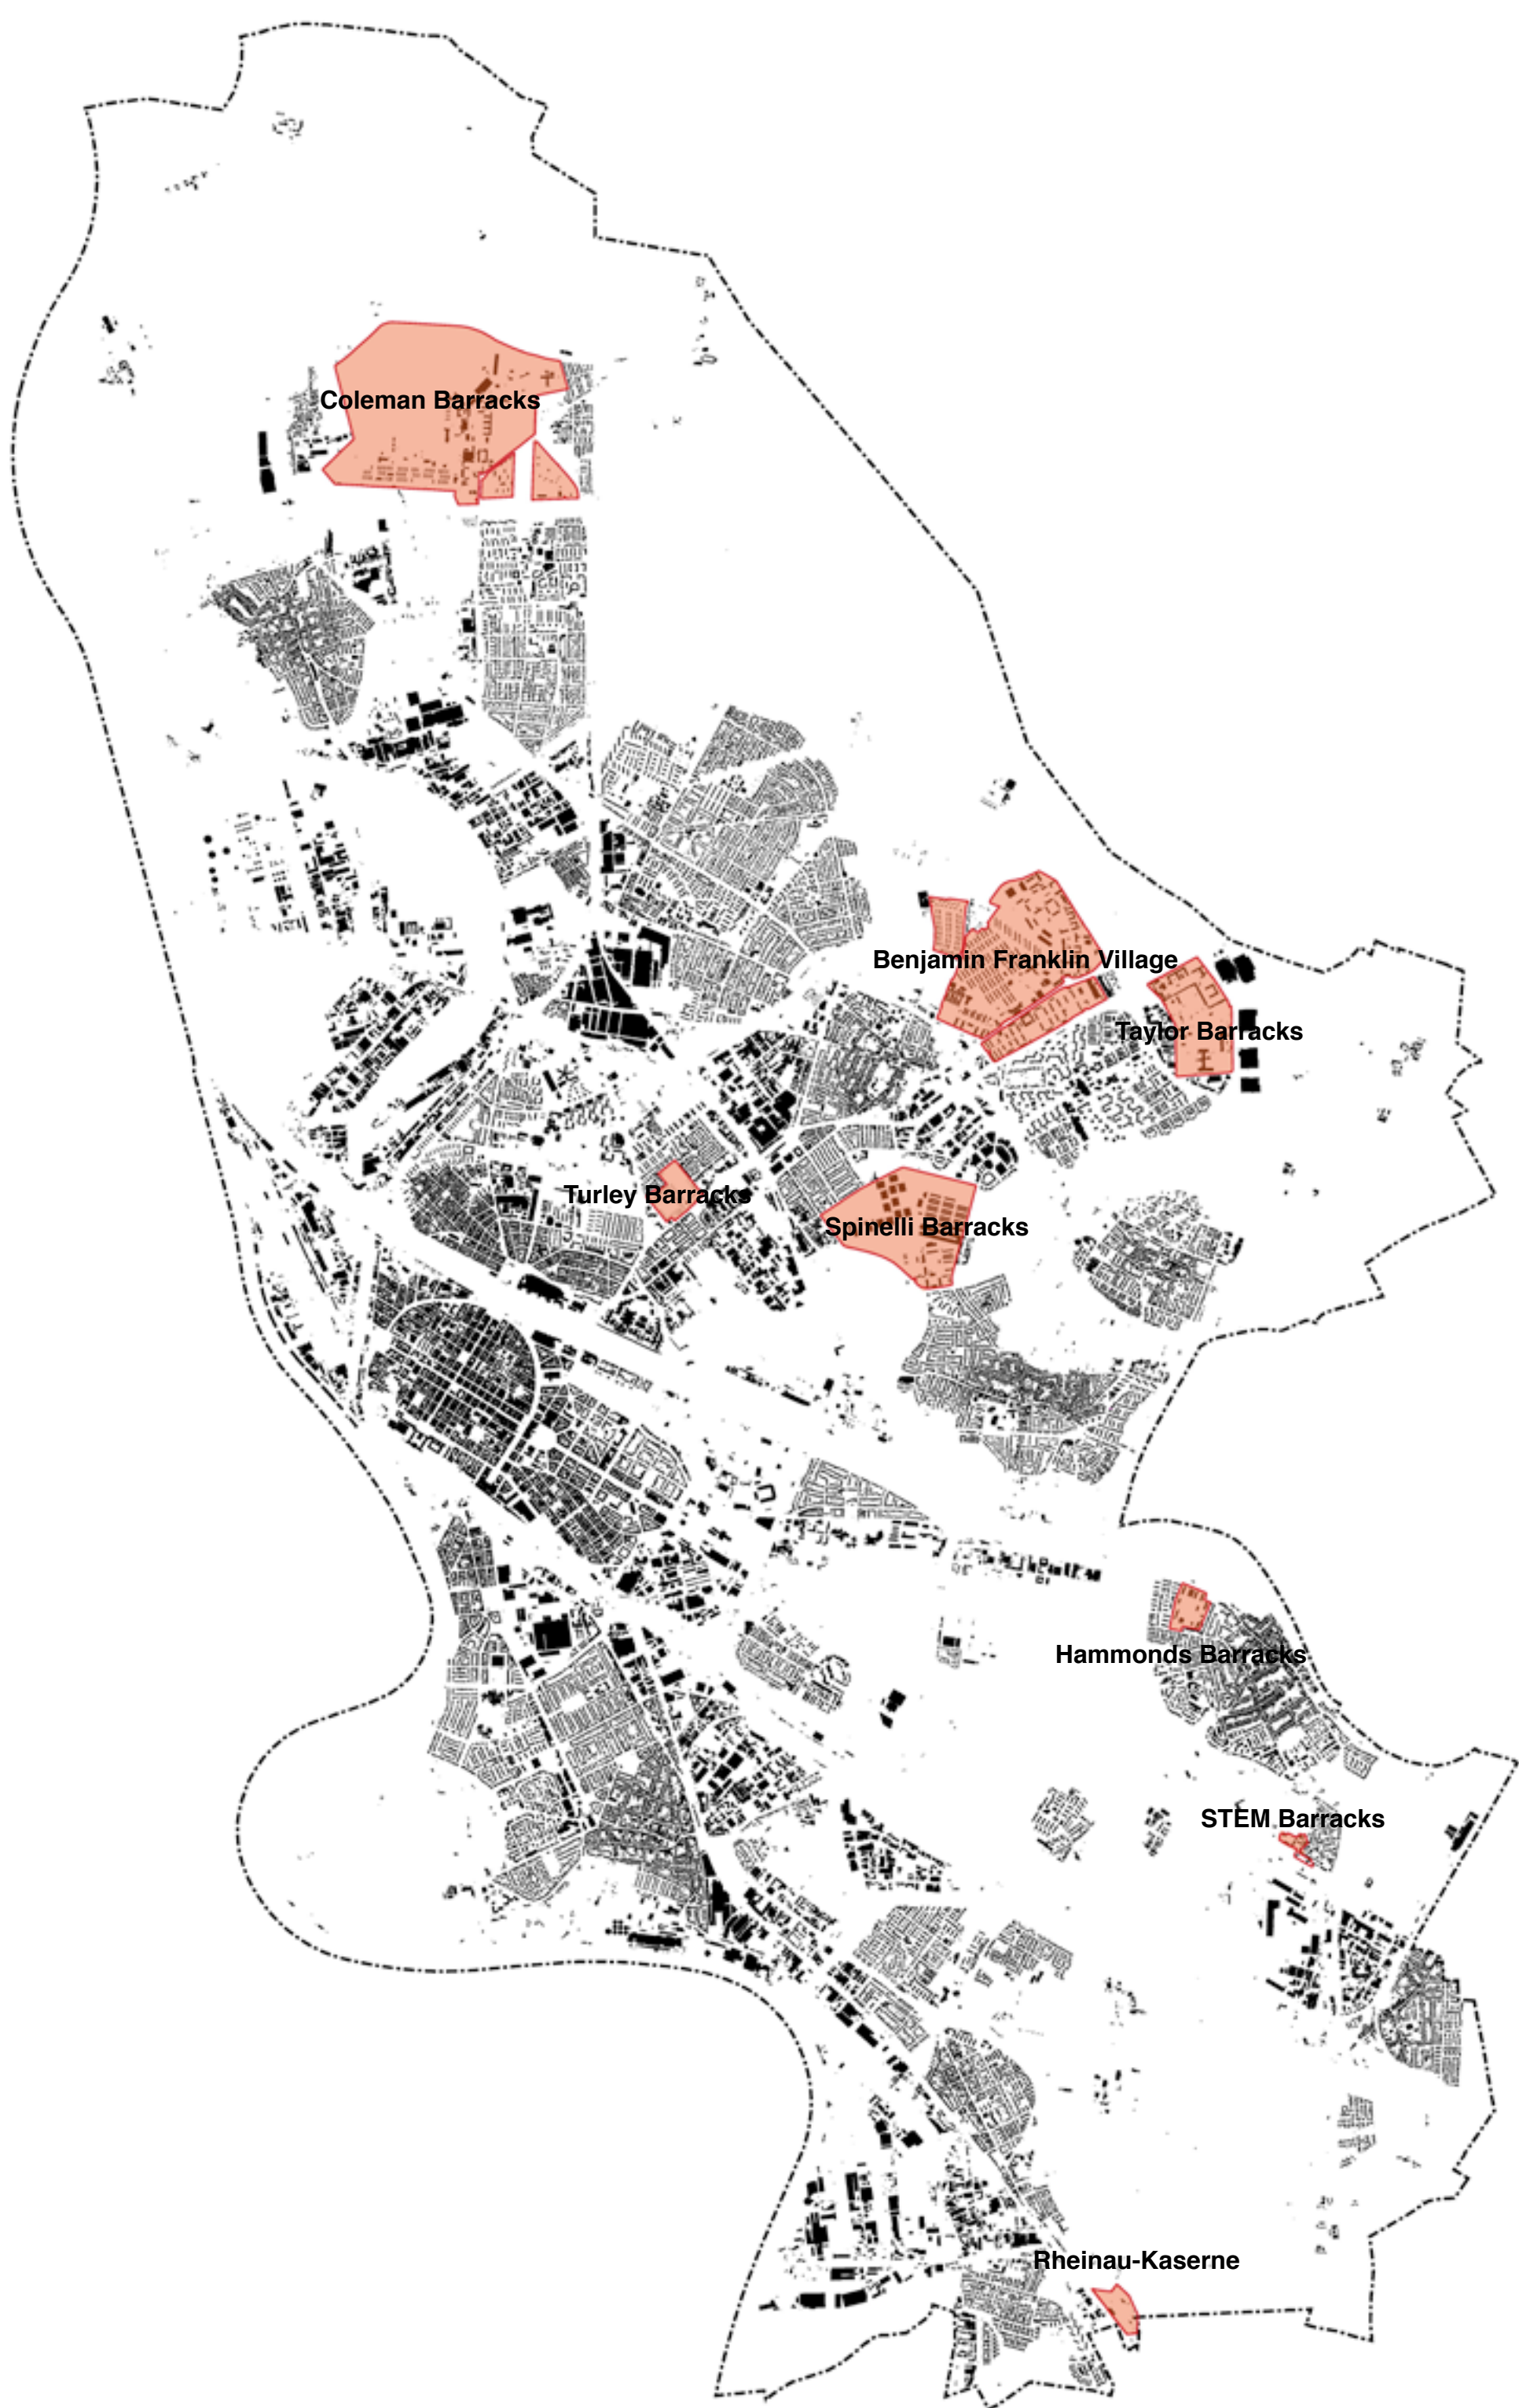 Coleman Barracks
Benjamin Franklin Village
Taylor Barracks
Turley Barracks
Spinelli Barracks
Hammonds Barracks
STEM Barracks
Rheinau-Kaserne